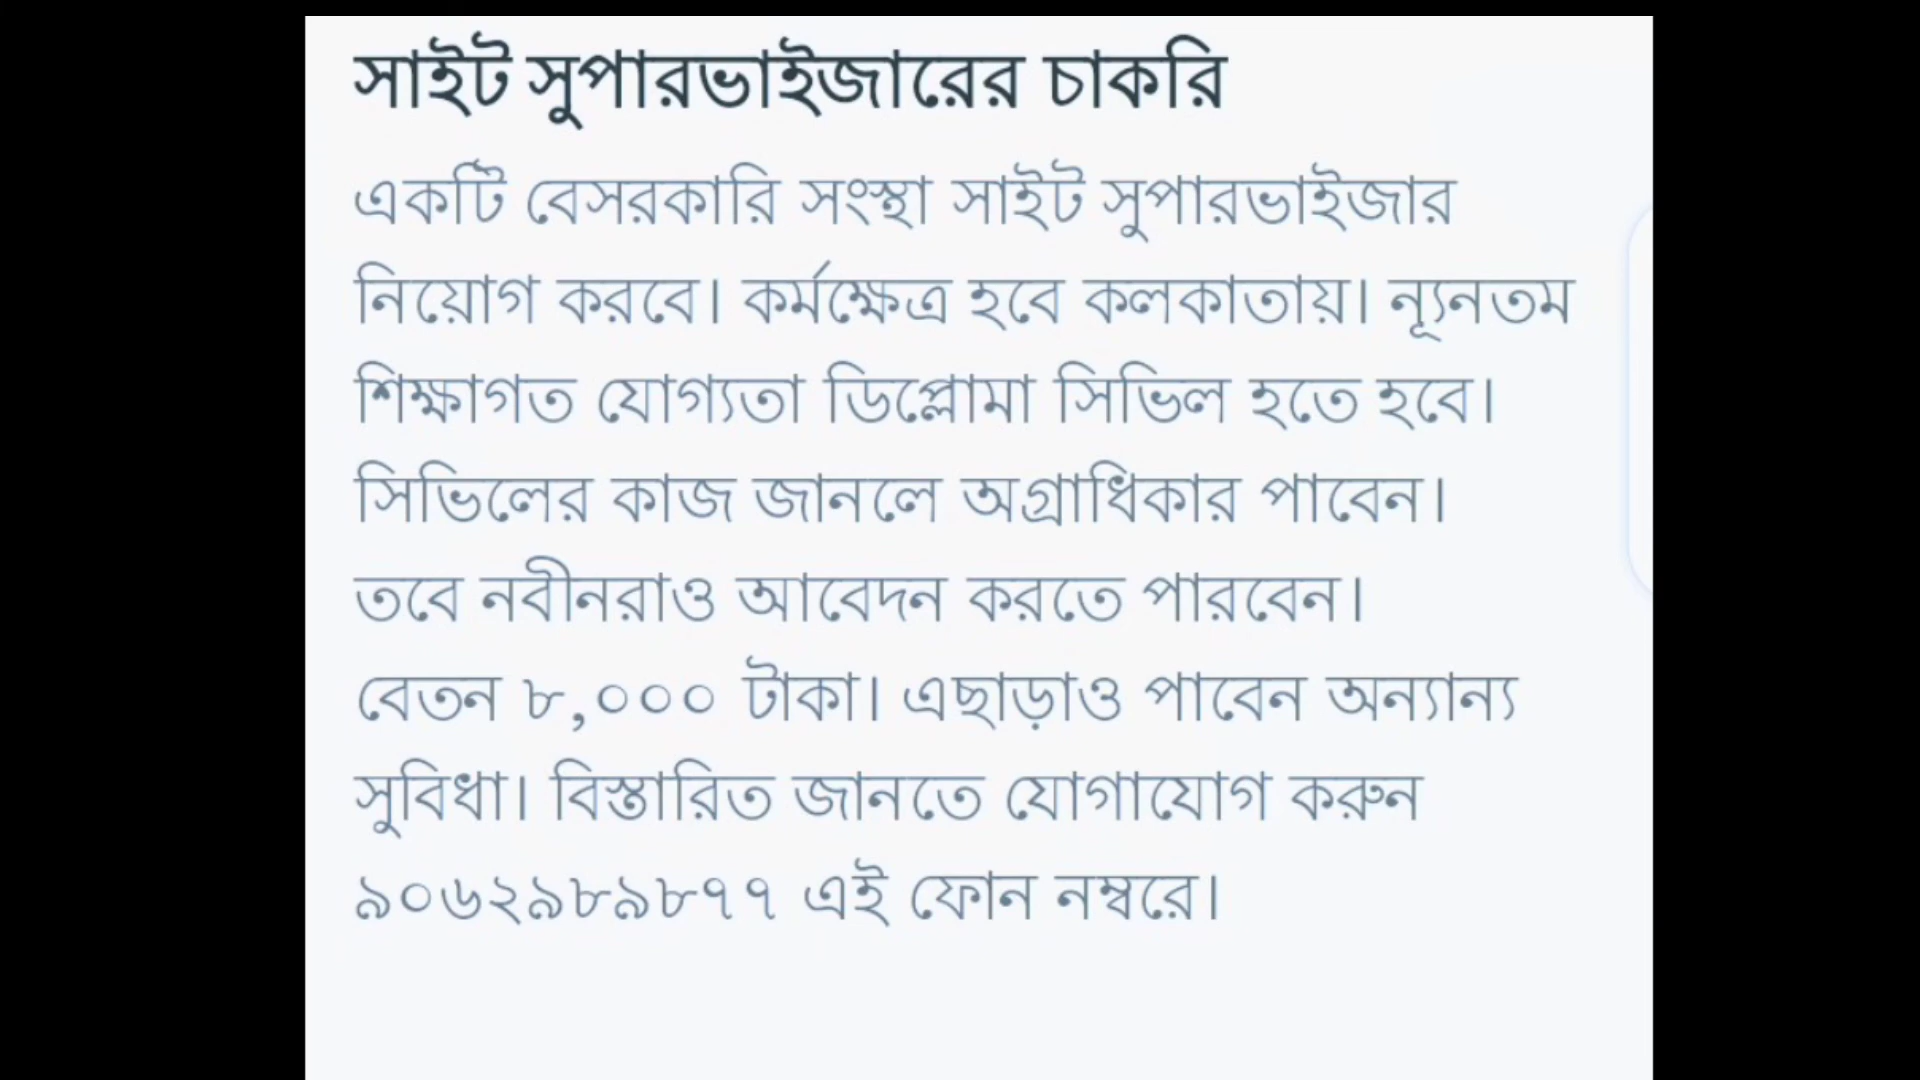 সাইট সুপারভাইজারের চাকরি
একটি বেসরকারি সংস্থা সাইট সুপারভাইজার
নিয়োগ করবে। কর্মক্ষেত্র হবে কলকাতায়। ন্যূনতম
শিক্ষাগত যোগ্যতা ডিপ্লোমা সিভিল হতে হবে।
সিভিলের কাজ জানলে অগ্রাধিকার পাবেন।
তবে নবীনরাও আবেদন করতে পারবেন।
বেতন ৮,০০০ টাকা। এছাড়াও পাবেন অন্যান্য
সুবিধা। বিস্তারিত জানতে যোগাযোগ করুন
৯০৬২৯৮৯৮৭৭ এই ফোন নম্বরে।